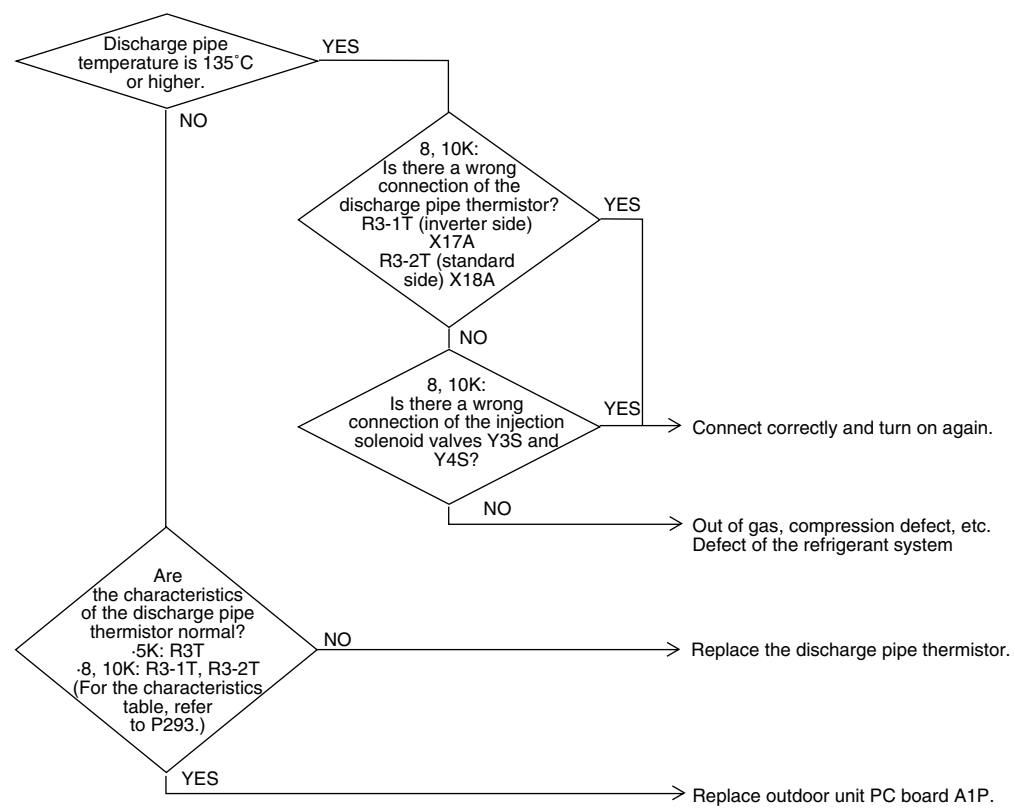 Discharge pipe
temperature is 135˚C
or higher.
YES
NO
8, 10K:
Is there a wrong
connection of the
discharge pipe thermistor?
R3-1T (inverter side)
X17A
R3-2T (standard
side) X18A
YES
NO
8, 10K:
Is there a wrong
connection of the injection
solenoid valves Y3S and
Y4S?
YES
Connect correctly and turn on again.
NO
Out of gas, compression defect, etc.
Defect of the refrigerant system
Are
the characteristics
of the discharge pipe
thermistor normal?
·5K: R3T
·8, 10K: R3-1T, R3-2T
(For the characteristics
table, refer
to P293.)
NO
Replace the discharge pipe thermistor.
YES
Replace outdoor unit PC board A1P.